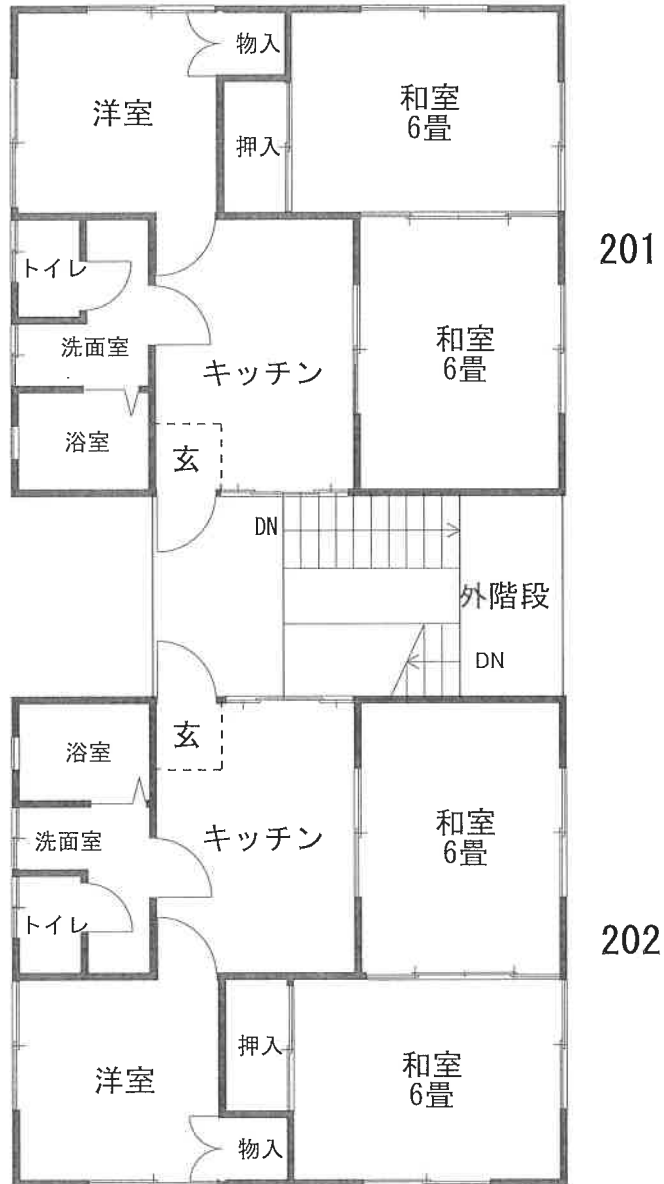 物入
洋室
和室
6畳
押入
201
トイレ
洗面室
和室
6畳
キッチン
浴室
玄
DN
外階段
DN
玄
浴室
キッチン
和室
6畳
洗面室
トイレ
202
押入
和室
6畳
洋室
物入